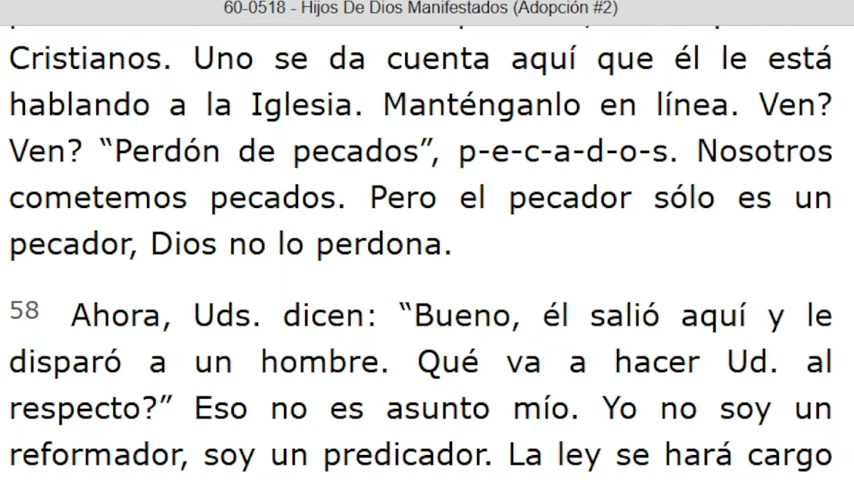 60-0518 - Hijos De Dios Manifestados (Adopción #2)
Cristianos. Uno se da cuenta aquí que él le está
hablando a la Iglesia. Manténganlo en línea. Ven?
Ven? “Perdón de pecados”, p-e-c-a-d-o-s. Nosotros
cometemos pecados. Pero el pecador sólo es un
pecador, Dios no lo perdona.
58 Ahora, Uds. dicen: “Bueno, él salió aquí y le
disparó a un hombre. Qué va a hacer Ud. al
respecto?” Eso no es asunto mío. Yo no soy un
reformador, soy un predicador. La ley se hará cargo